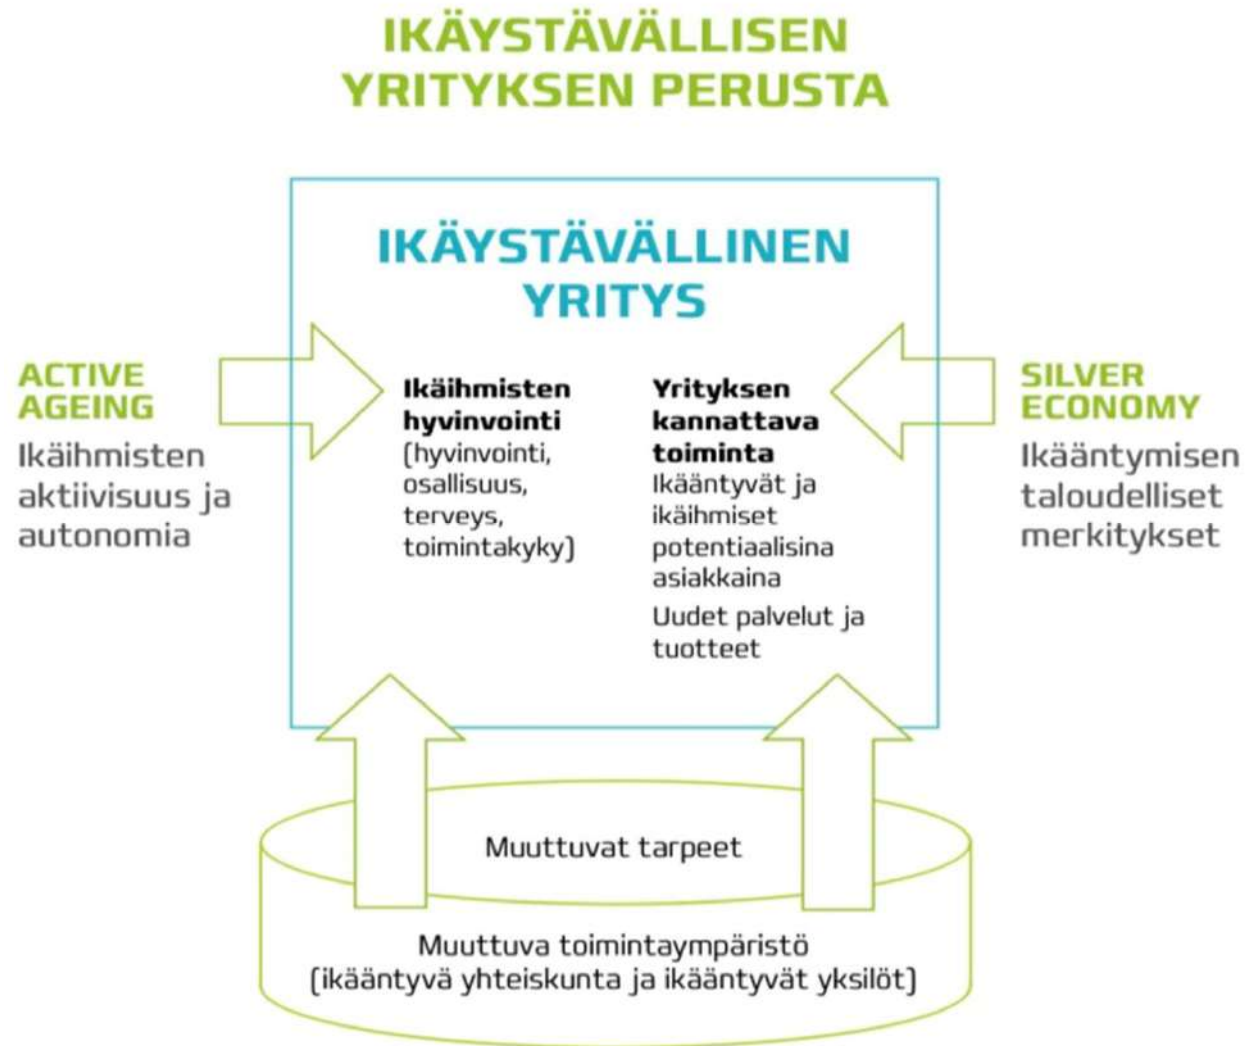 IKÄYSTÄVÄLLISEN
YRITYKSEN PERUSTA
IKÄYSTÄVÄLLINEN
YRITYS
ACTIVE
AGEING
Ikäihmisten
aktiivisuus ja
autonomia
Ikäihmisten
hyvinvointi
(hyvinvointi,
osallisuus,
terveys,
toimintakyky)
Yrityksen
kannattava
toiminta
Ikääntyvät ja
ikäihmiset
potentiaalisina
asiakkaina
Uudet palvelut ja
tuotteet
SILVER
ECONOMY
Ikääntymisen
taloudelliset
merkitykset
Muuttuvat tarpeet
Muuttuva toimintaympäristö
(ikääntyvä yhteiskunta ja ikääntyvät yksilöt)